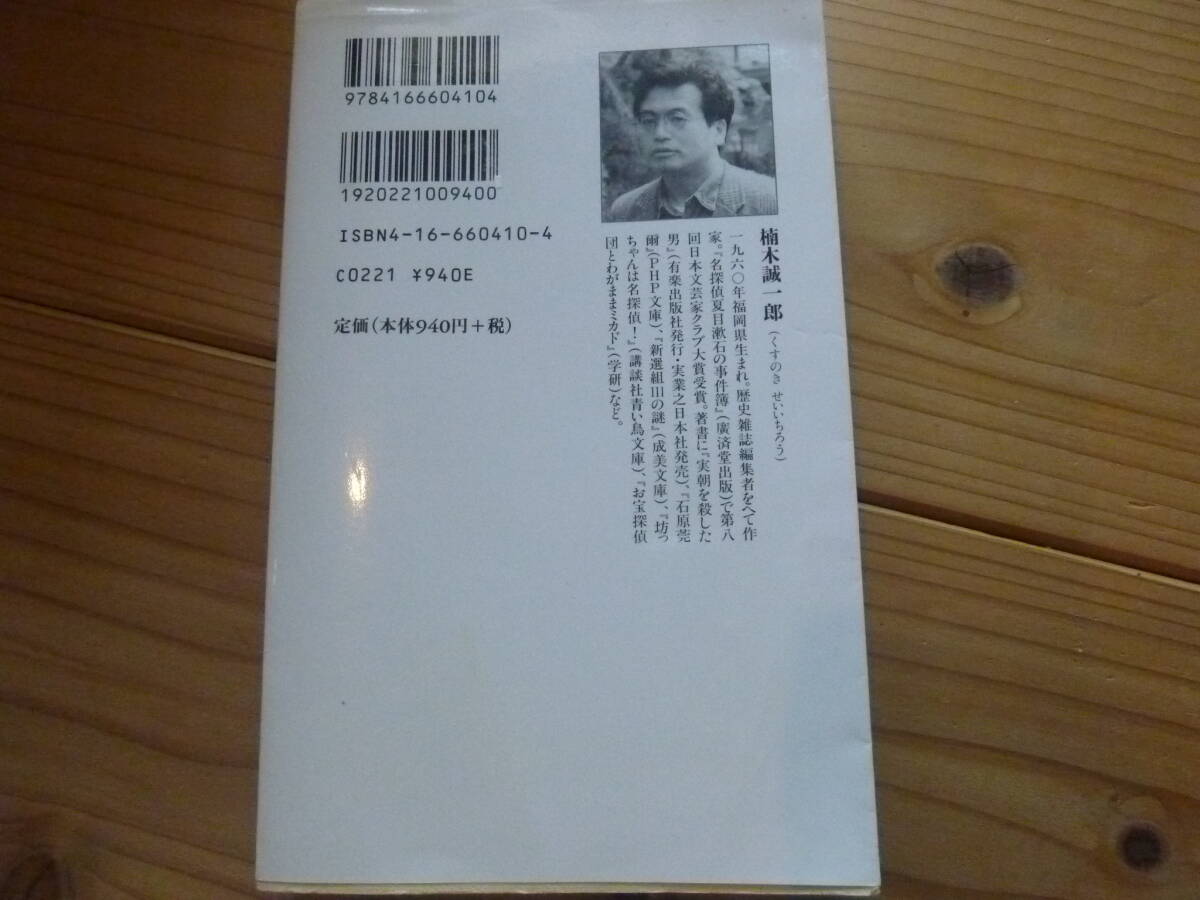 9784166604104
1920221009400
ISBN4-16-660410-4
C0221 ¥940E
定価(本体940円+税)
楠木誠一郎(くすのき せいいちろう)
一九六〇年福岡県生まれ。歴史雑誌編集者をへて作
家。『名探偵夏目漱石の事件簿』(廣済堂出版)で第八
回日本文芸家クラブ大賞受賞。著書に『実朝を殺した
男』(有楽出版社発行・実業之日本社発売)、『石原莞
爾』(PHP文庫)、『新選組111の謎』(成美文庫)、『坊っ
ちゃんは名探偵!』(講談社青い鳥文庫)、『お宝探偵
団とわがままミカド』(学研)など。